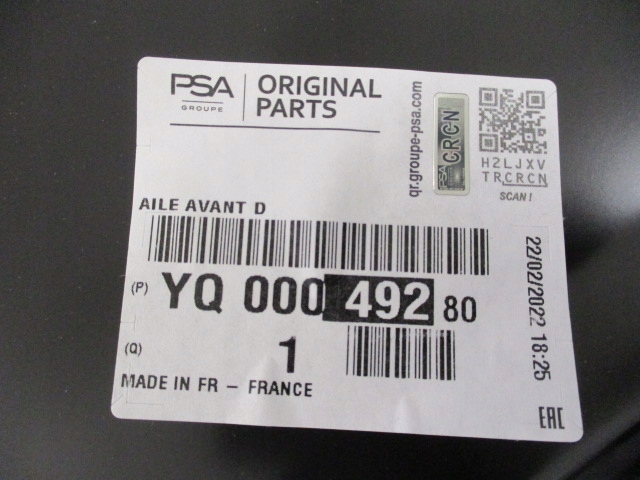 PSA
GROUPE
ORIGINAL
PARTS
qr.groupe-psa.com
PSA
CRCN
H2LJXV
TRCRCN
SCAN!
AILE AVANT D
(P) YQ 000 492 80
(Q) 1
MADE IN FR – FRANCE
22/02/2022 18:25
EAC